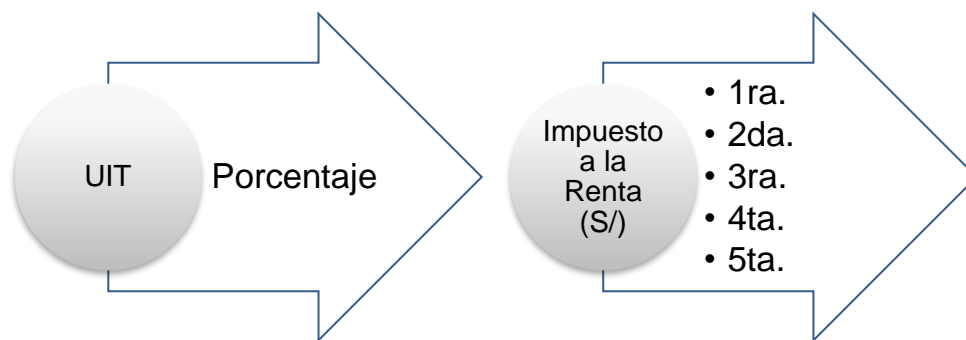 UIT
Porcentaje
Impuesto
a la
Renta
(S/)
• 1ra.
• 2da.
• 3ra.
• 4ta.
• 5ta.